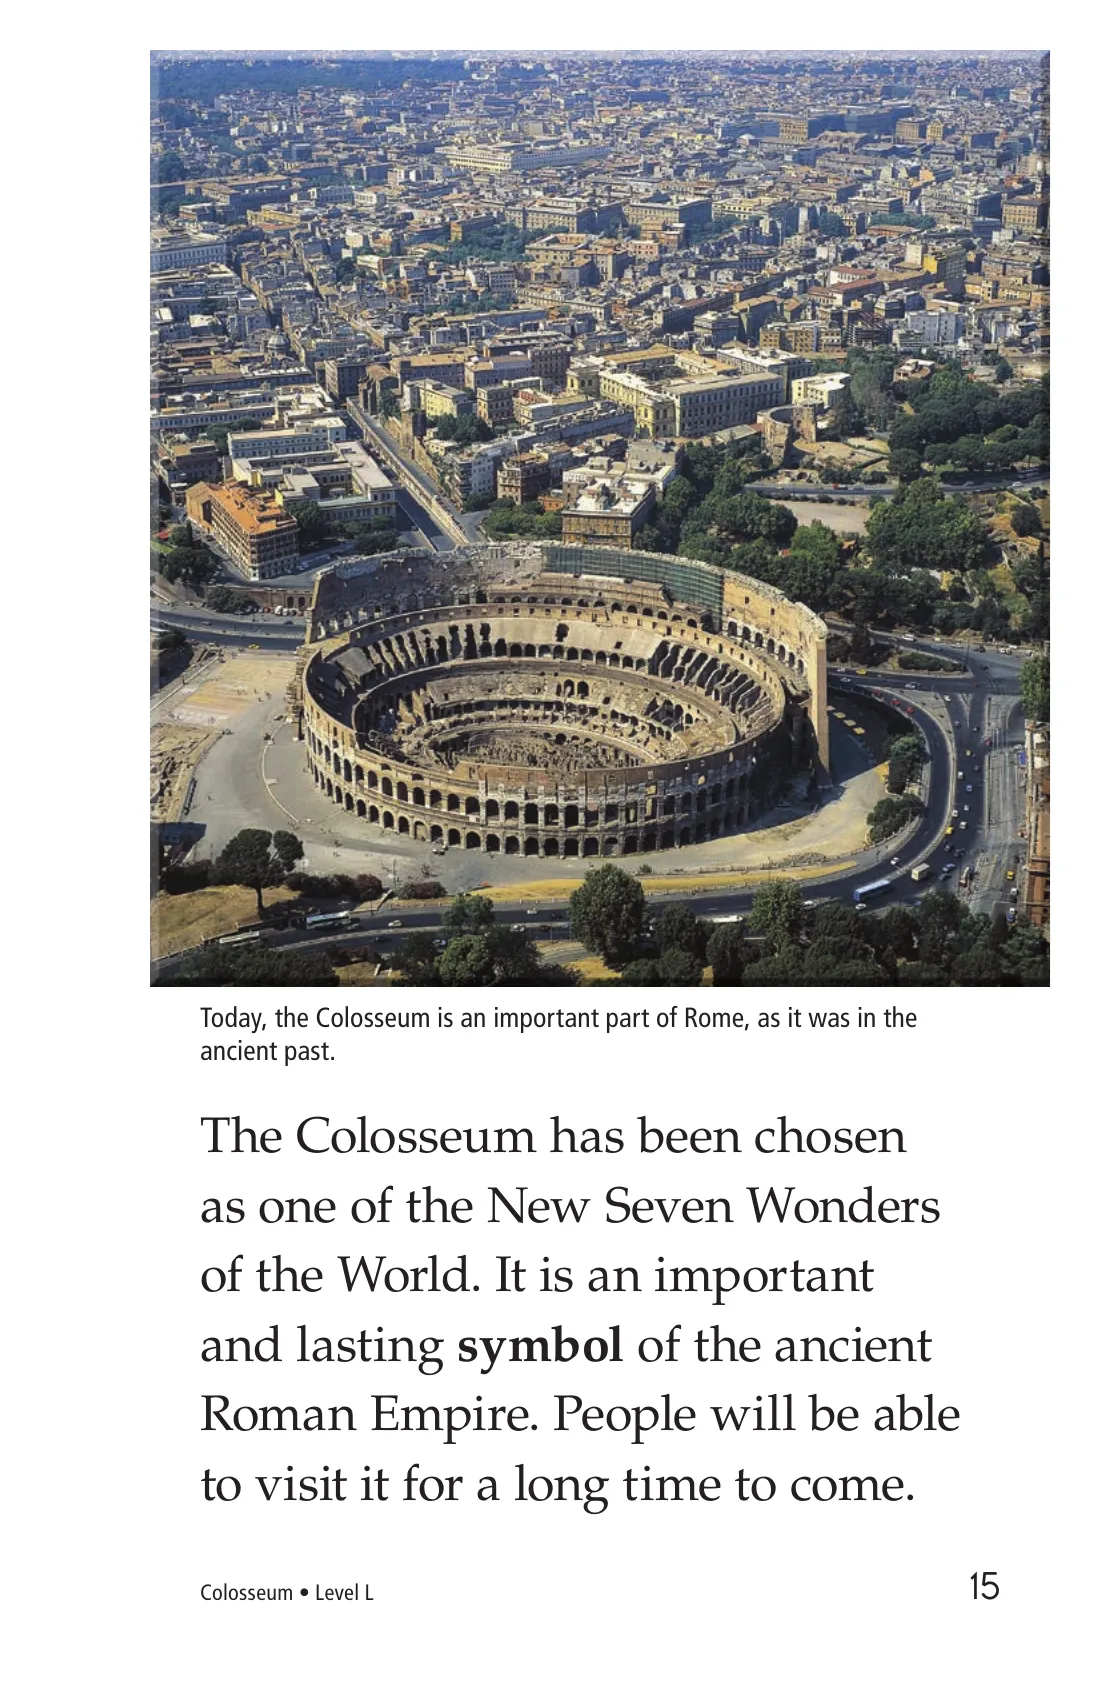 Today, the Colosseum is an important part of Rome, as it was in the
ancient past.
The Colosseum has been chosen
as one of the New Seven Wonders
of the World. It is an important
and lasting symbol of the ancient
Roman Empire. People will be able
to visit it for a long time to come.
Colosseum • Level L
15